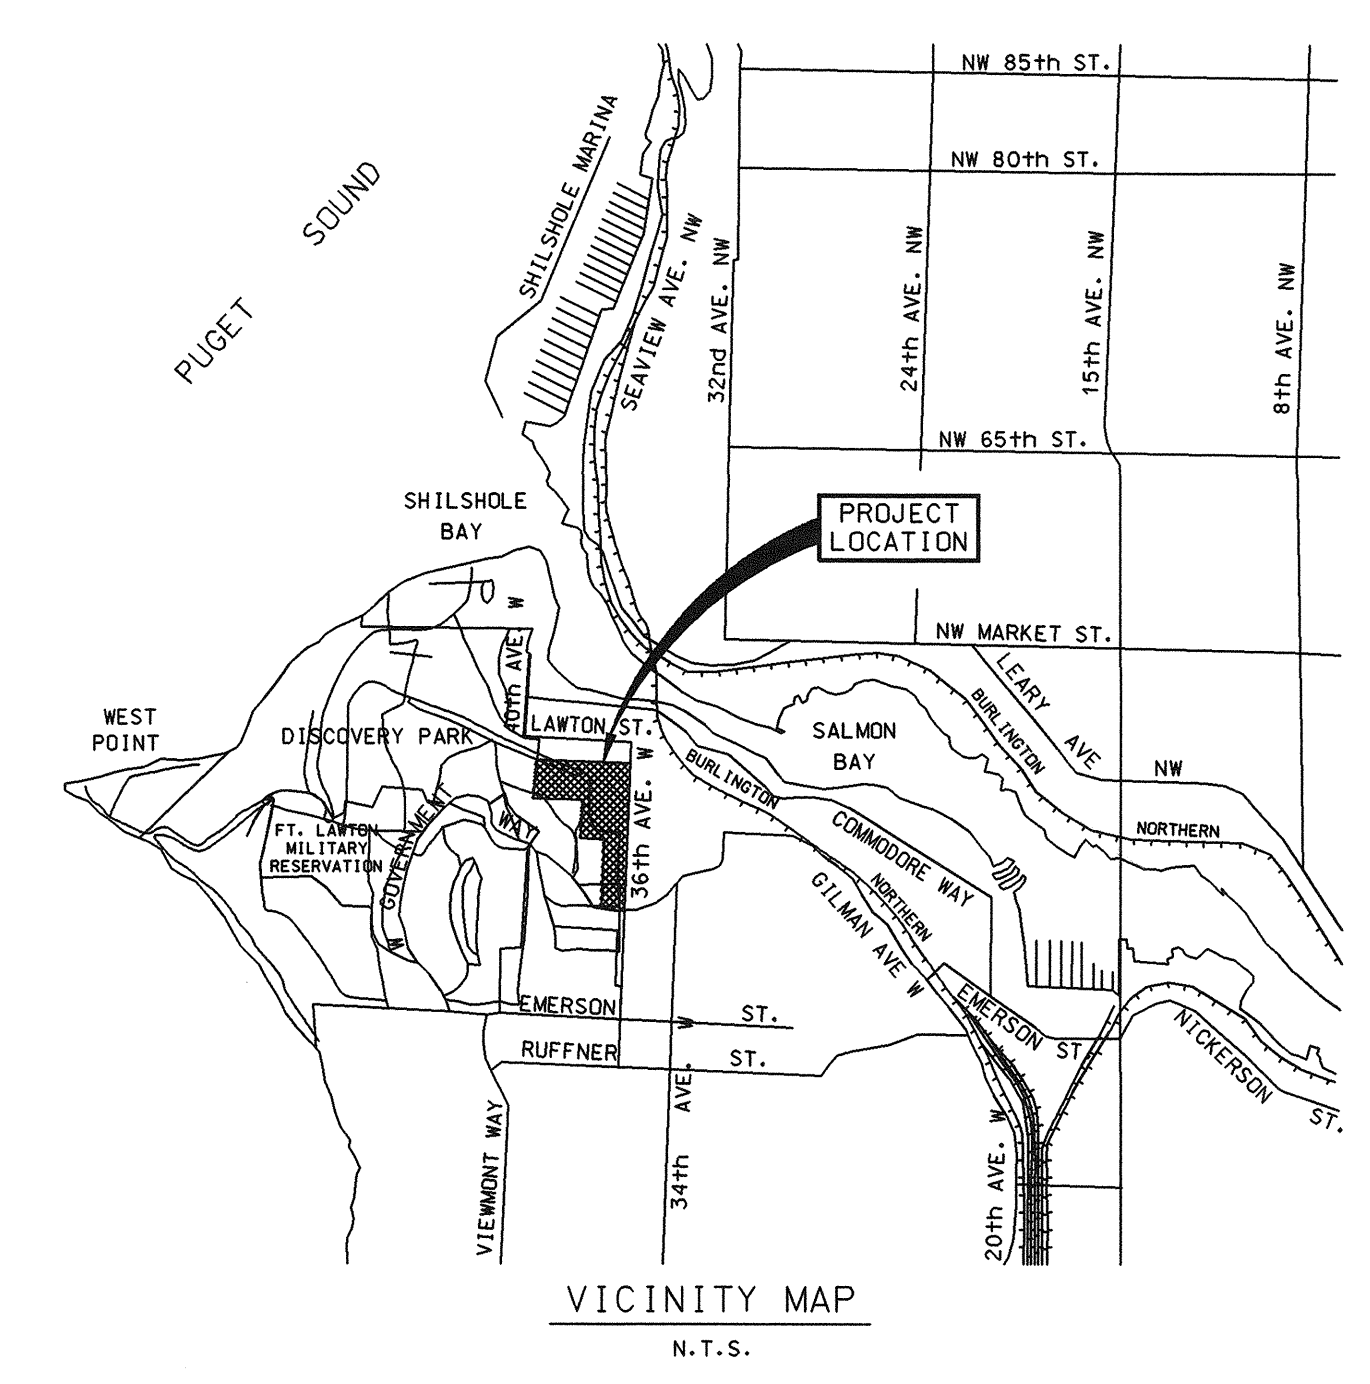 NW 85th ST.
SHILSHOLE MARINA
NW 80th ST.
PUGET SOUND
SEAVIEW AVE. NW
32nd AVE. NW
24th AVE. NW
15th AVE. NW
8th AVE. NW
NW 65th ST.
SHILSHOLE
BAY
PROJECT
LOCATION
NW MARKET ST.
40th AVE. W
LEARY AVE NW
WEST
POINT
DISCOVERY PARK
LAWTON ST.
SALMON
BAY
BURLINGTON
NORTHERN
BURLINGTON
NORTHERN
36th AVE. W
W GOVERNMENT WAY
FT. LAWTON
MILITARY
RESERVATION
COMMODORE WAY
GILMAN AVE W
EMERSON ST.
EMERSON ST
NICKERSON ST.
RUFFNER ST.
VIEWMONT WAY
34th AVE.
20th AVE. W
VICINITY MAP
N.T.S.